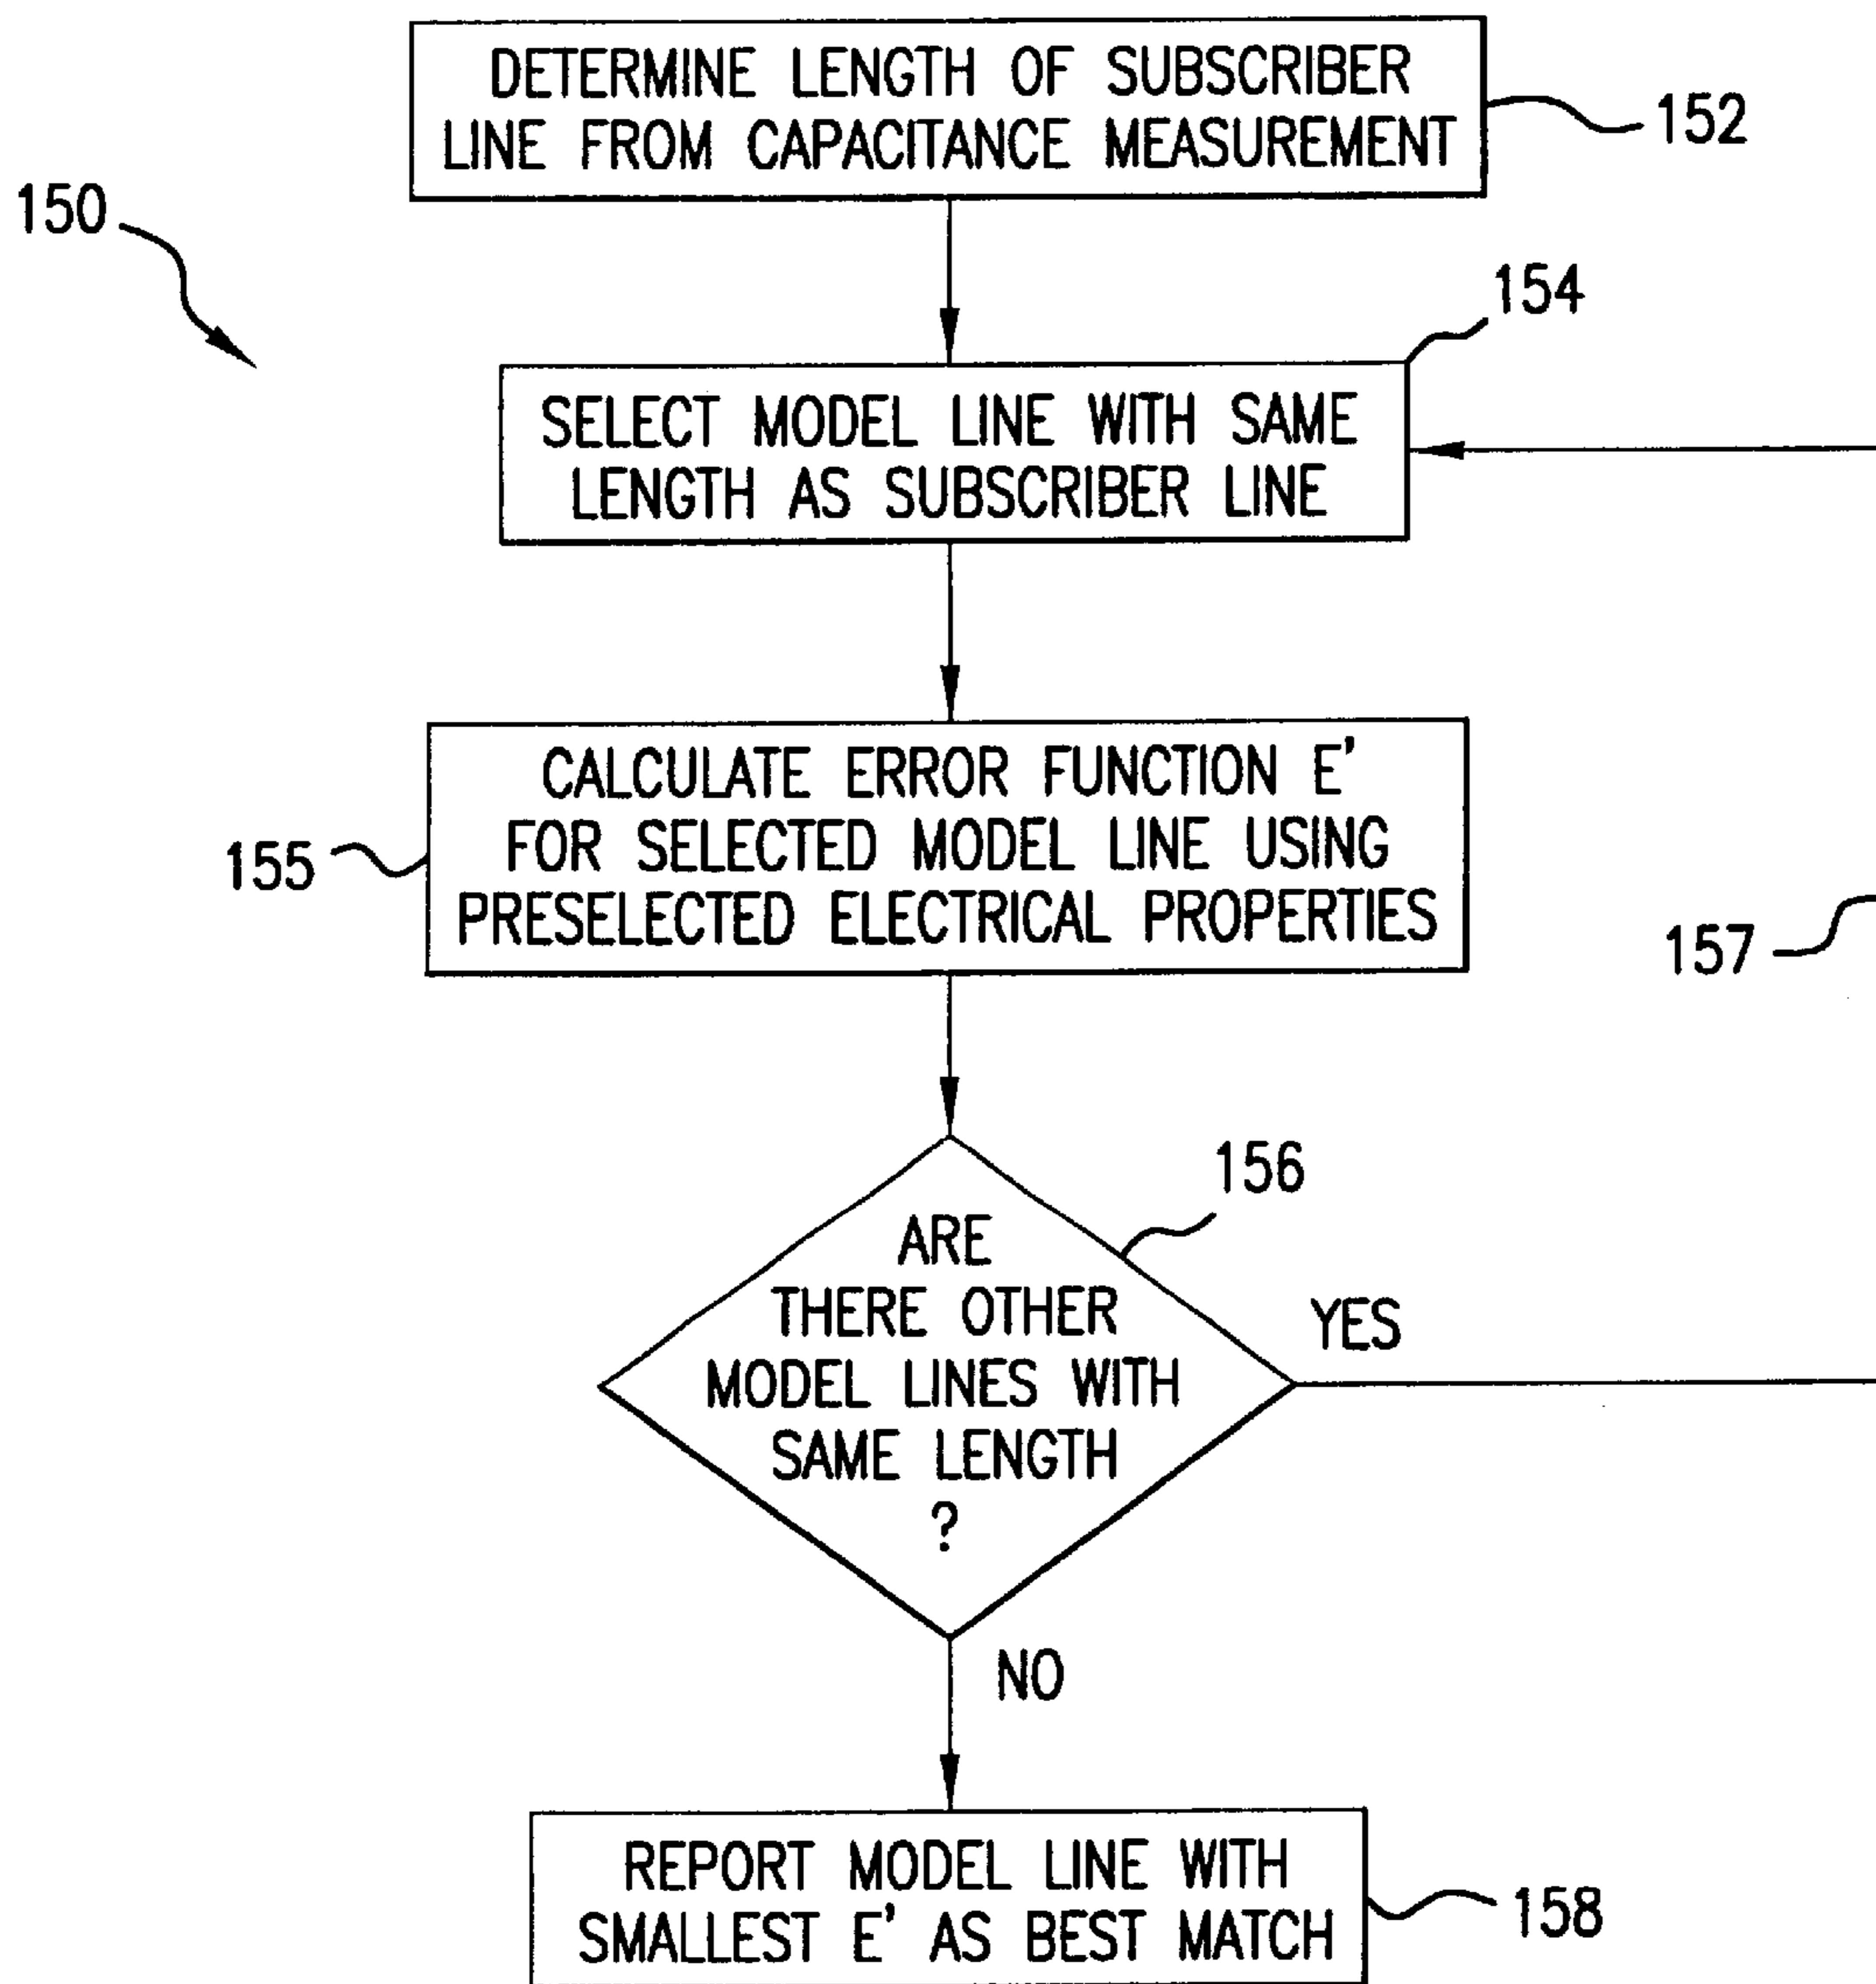 DETERMINE LENGTH OF SUBSCRIBER
LINE FROM CAPACITANCE MEASUREMENT
152
150
154
SELECT MODEL LINE WITH SAME
LENGTH AS SUBSCRIBER LINE
CALCULATE ERROR FUNCTION E'
FOR SELECTED MODEL LINE USING
PRESELECTED ELECTRICAL PROPERTIES
155
157
156
ARE
THERE OTHER
MODEL LINES WITH
SAME LENGTH
?
YES
NO
REPORT MODEL LINE WITH
SMALLEST E' AS BEST MATCH
158